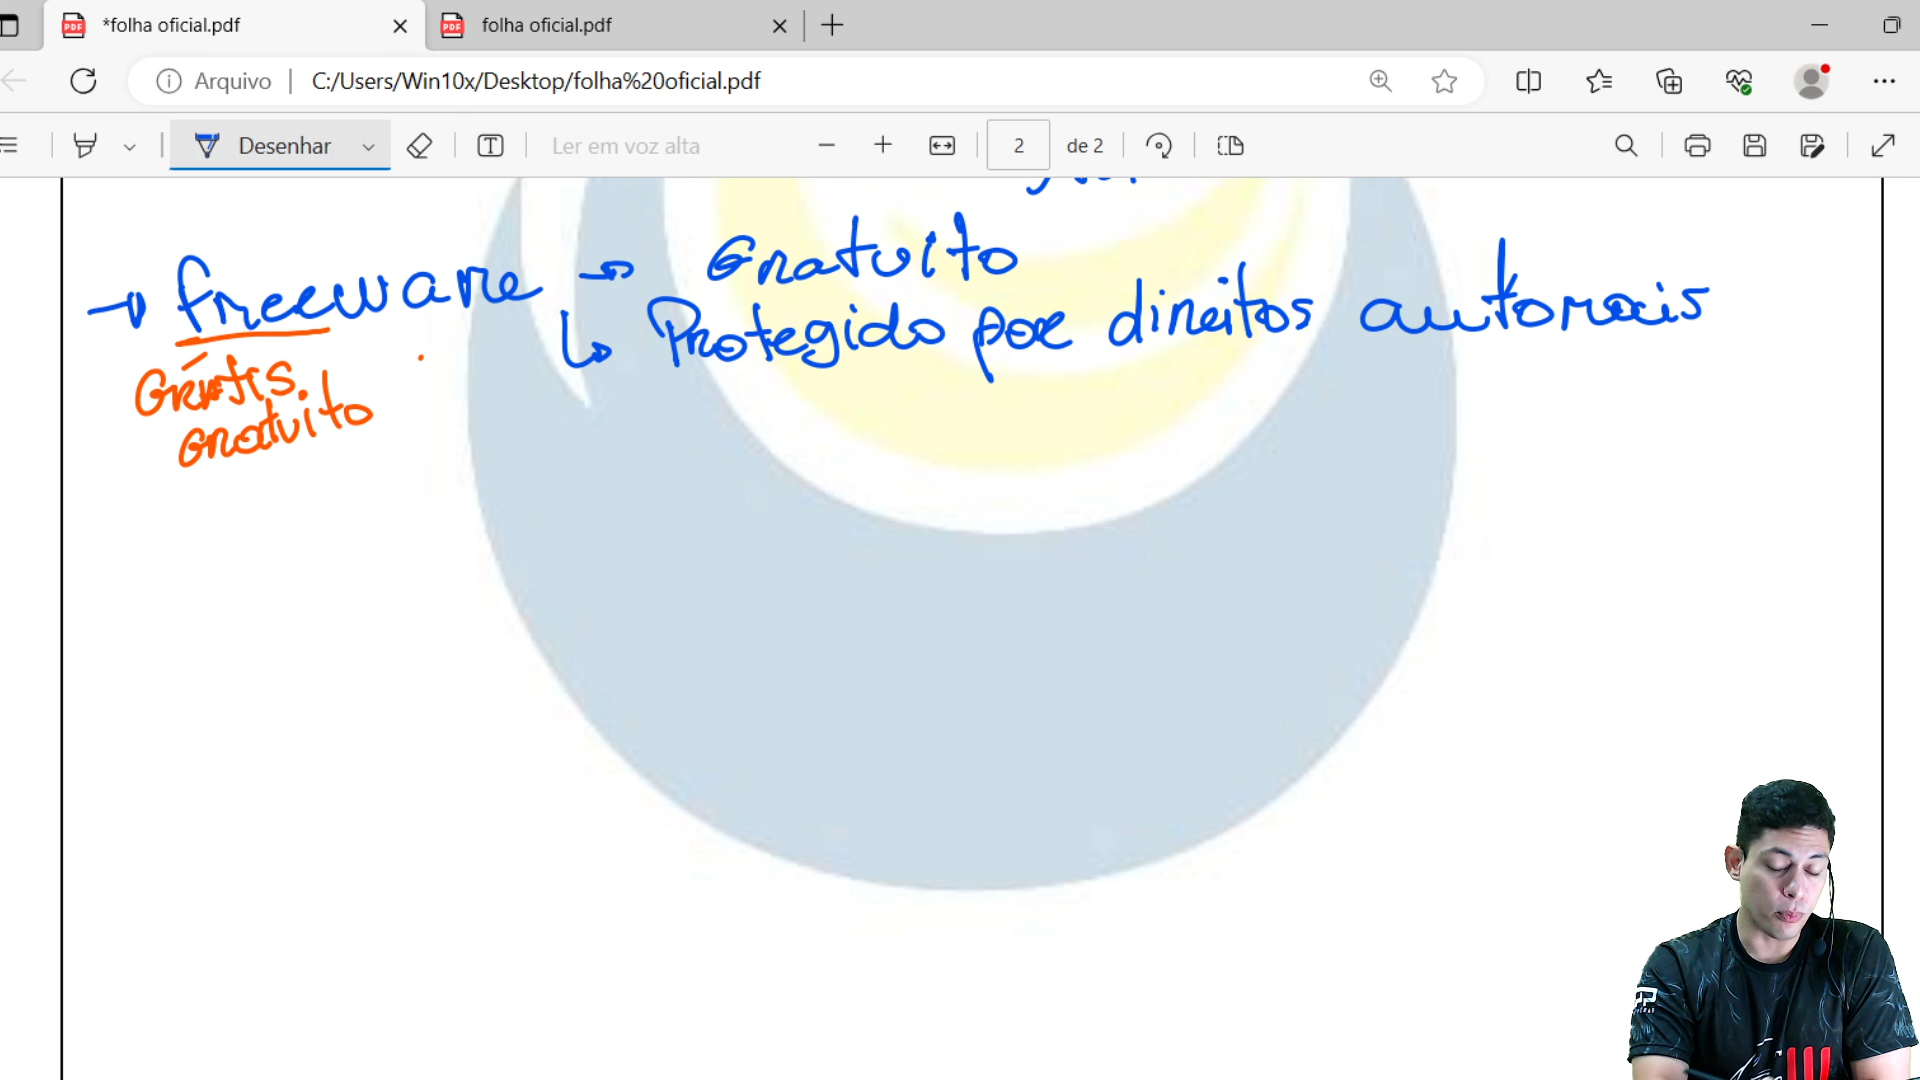 *folha oficial.pdf
folha oficial.pdf
Arquivo
C:/Users/Win10x/Desktop/folha%20oficial.pdf
Desenhar
Ler em voz alta
2
de 2
→ freeware → Gratuito
↳ Protegido por direitos autorais
Grátis.
Gratuito